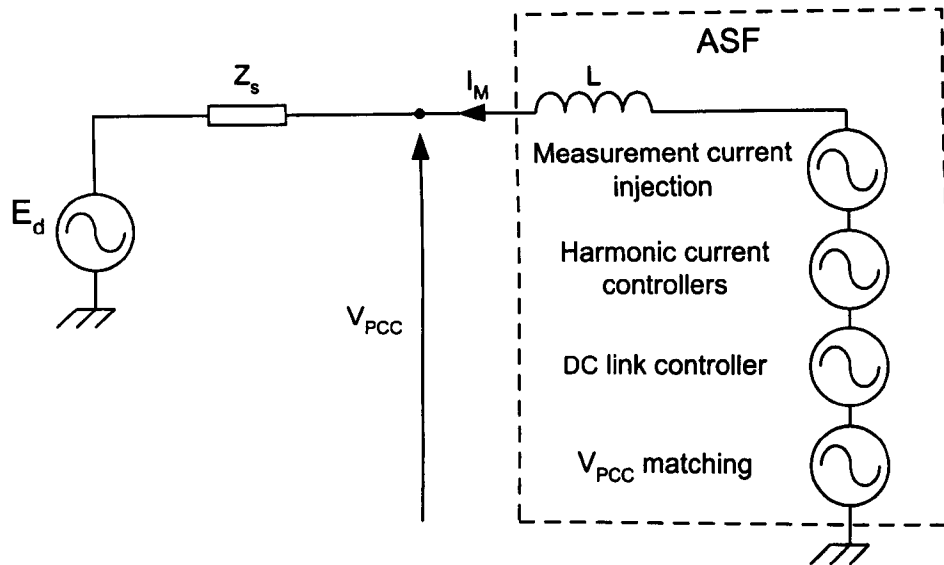 ASF
Z_s
I_M
L
Measurement current
injection
E_d
Harmonic current
controllers
V_PCC
DC link controller
V_PCC matching